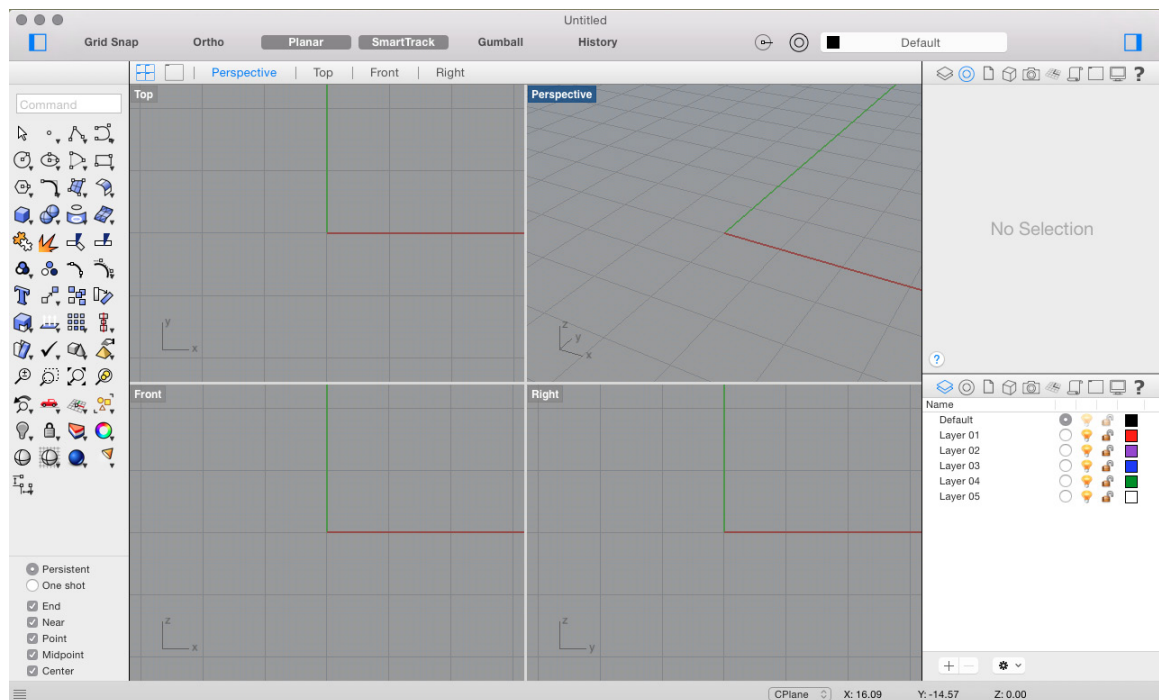 Untitled
Grid Snap Ortho Planar SmartTrack Gumball History Default
Perspective | Top | Front | Right
Command
Top
Perspective
No Selection
y
x
z
y
x
?
Front
Right
Name
Default
Layer 01
Layer 02
Layer 03
Layer 04
Layer 05
z
x
z
y
Persistent
One shot
End
Near
Point
Midpoint
Center
CPlane X: 16.09 Y: -14.57 Z: 0.00